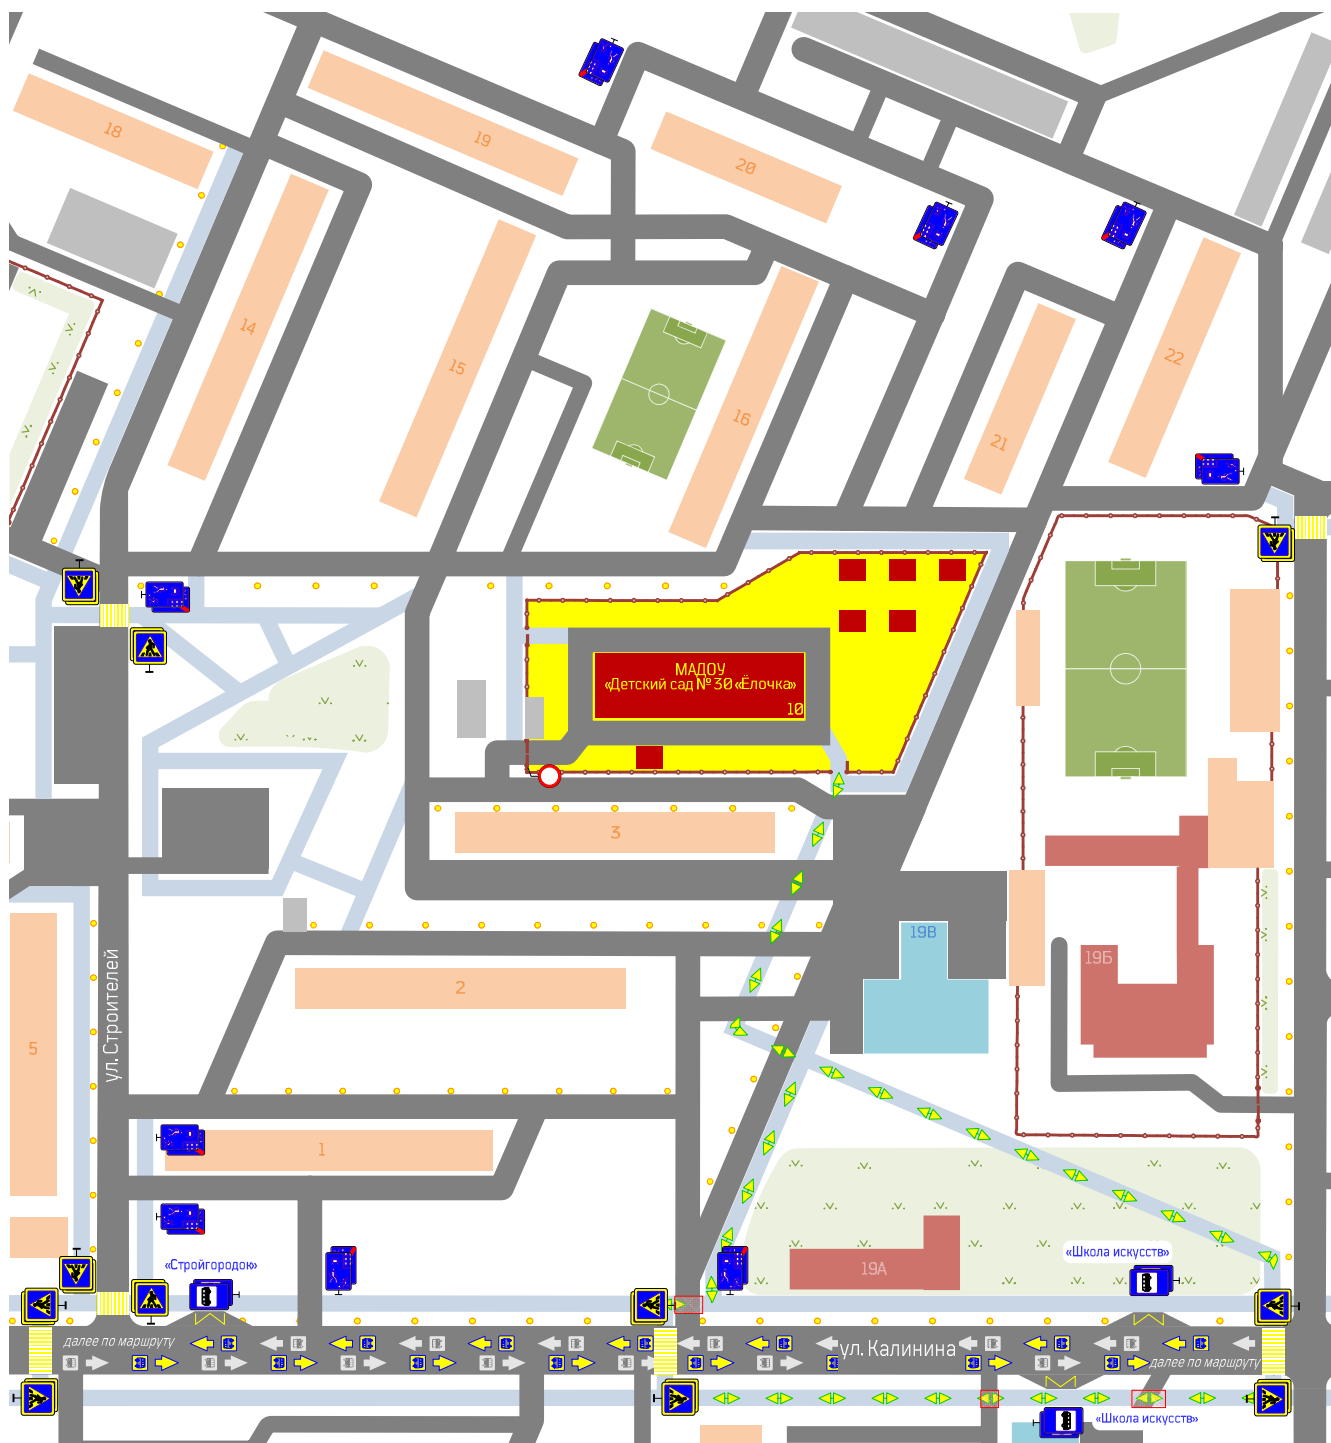 18
19
20
14
15
16
21
22
МАДОУ
«Детский сад № 30 «Ёлочка»
10
3
19В
19Б
2
5
ул. Строителей
1
«Стройгородок»
«Школа искусств»
19А
далее по маршруту
ул. Калинина
далее по маршруту
«Школа искусств»